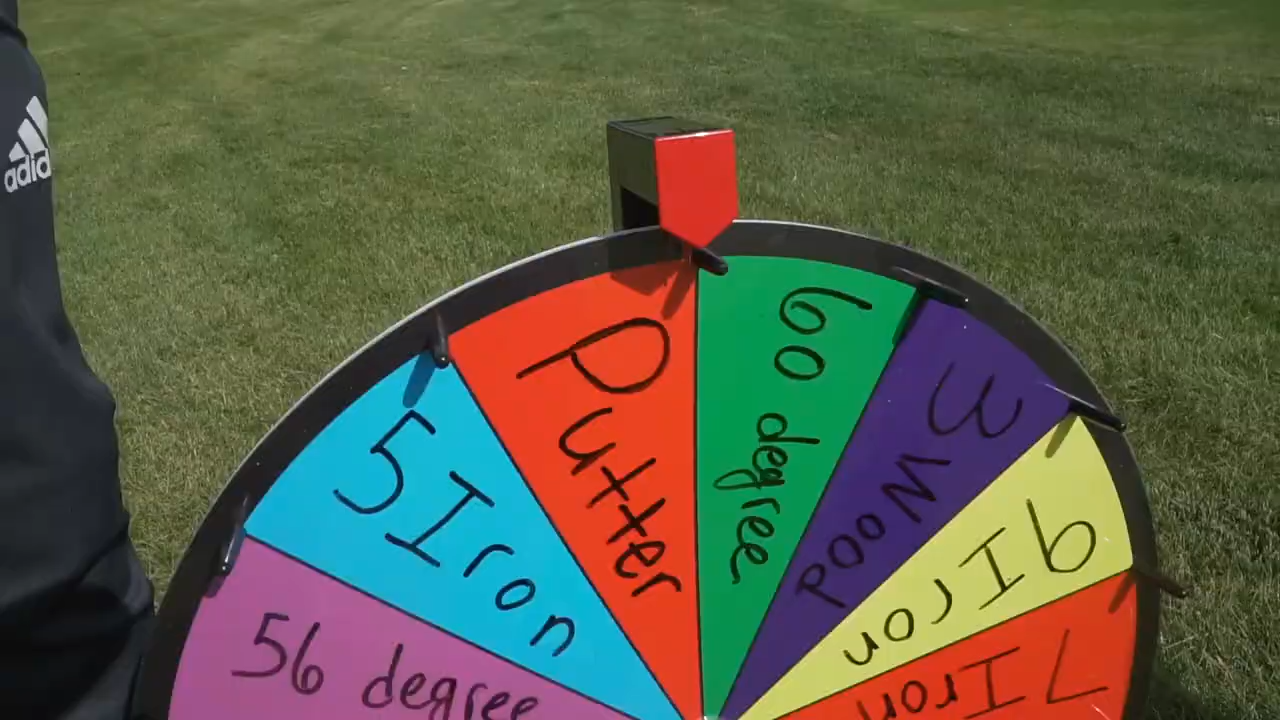 adid
56 degree
5 Iron
Putter
60 degree
3 Wood
9 Iron
7 Iron